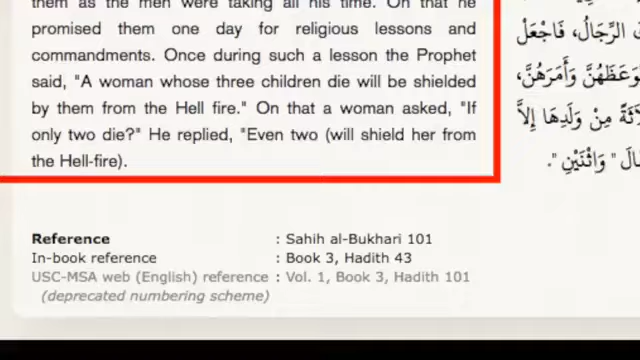 them as the men were taking all his time. On that he
promised them one day for religious lessons and
commandments. Once during such a lesson the Prophet
said, "A woman whose three children die will be shielded
by them from the Hell fire." On that a woman asked, "If
only two die?" He replied, "Even two (will shield her from
the Hell-fire).
الرِّجَالُ، فَاجْعَلْ
فَوَعَظَهُنَّ وَأَمَرَهُنَّ،
ثَلاَثَةً مِنْ وَلَدِهَا إِلاَّ
" وَاثْنَيْنِ ".
Reference : Sahih al-Bukhari 101
In-book reference : Book 3, Hadith 43
USC-MSA web (English) reference : Vol. 1, Book 3, Hadith 101
(deprecated numbering scheme)